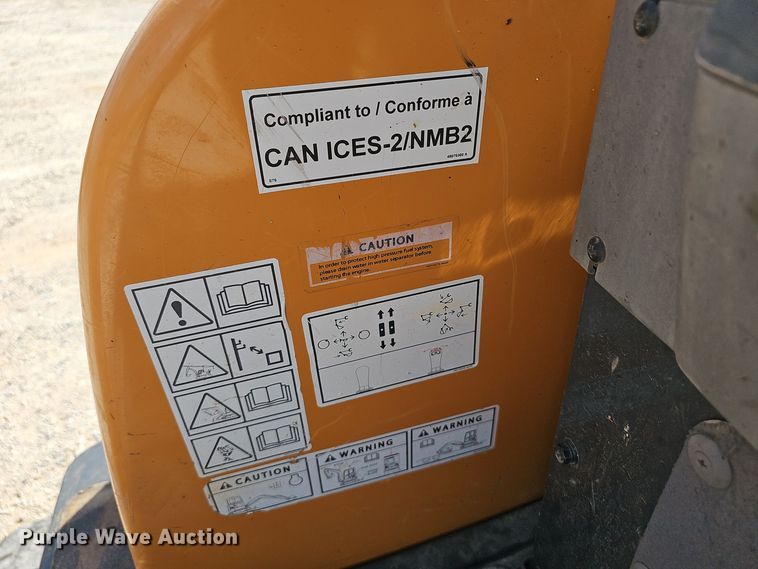 Compliant to / Conforme à
CAN ICES-2/NMB2
CAUTION
In order to protect high pressure fuel system,
please drain water in water separator before
starting the engine.
CAUTION
WARNING
WARNING
Purple Wave Auction